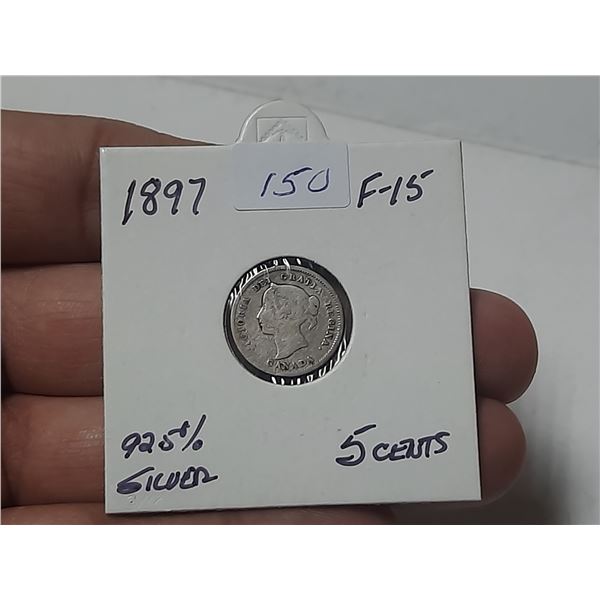 1897 150 F-15
VICTORIA DEI GRATIA REGINA.
CANADA
925%
SILVER
5 CENTS